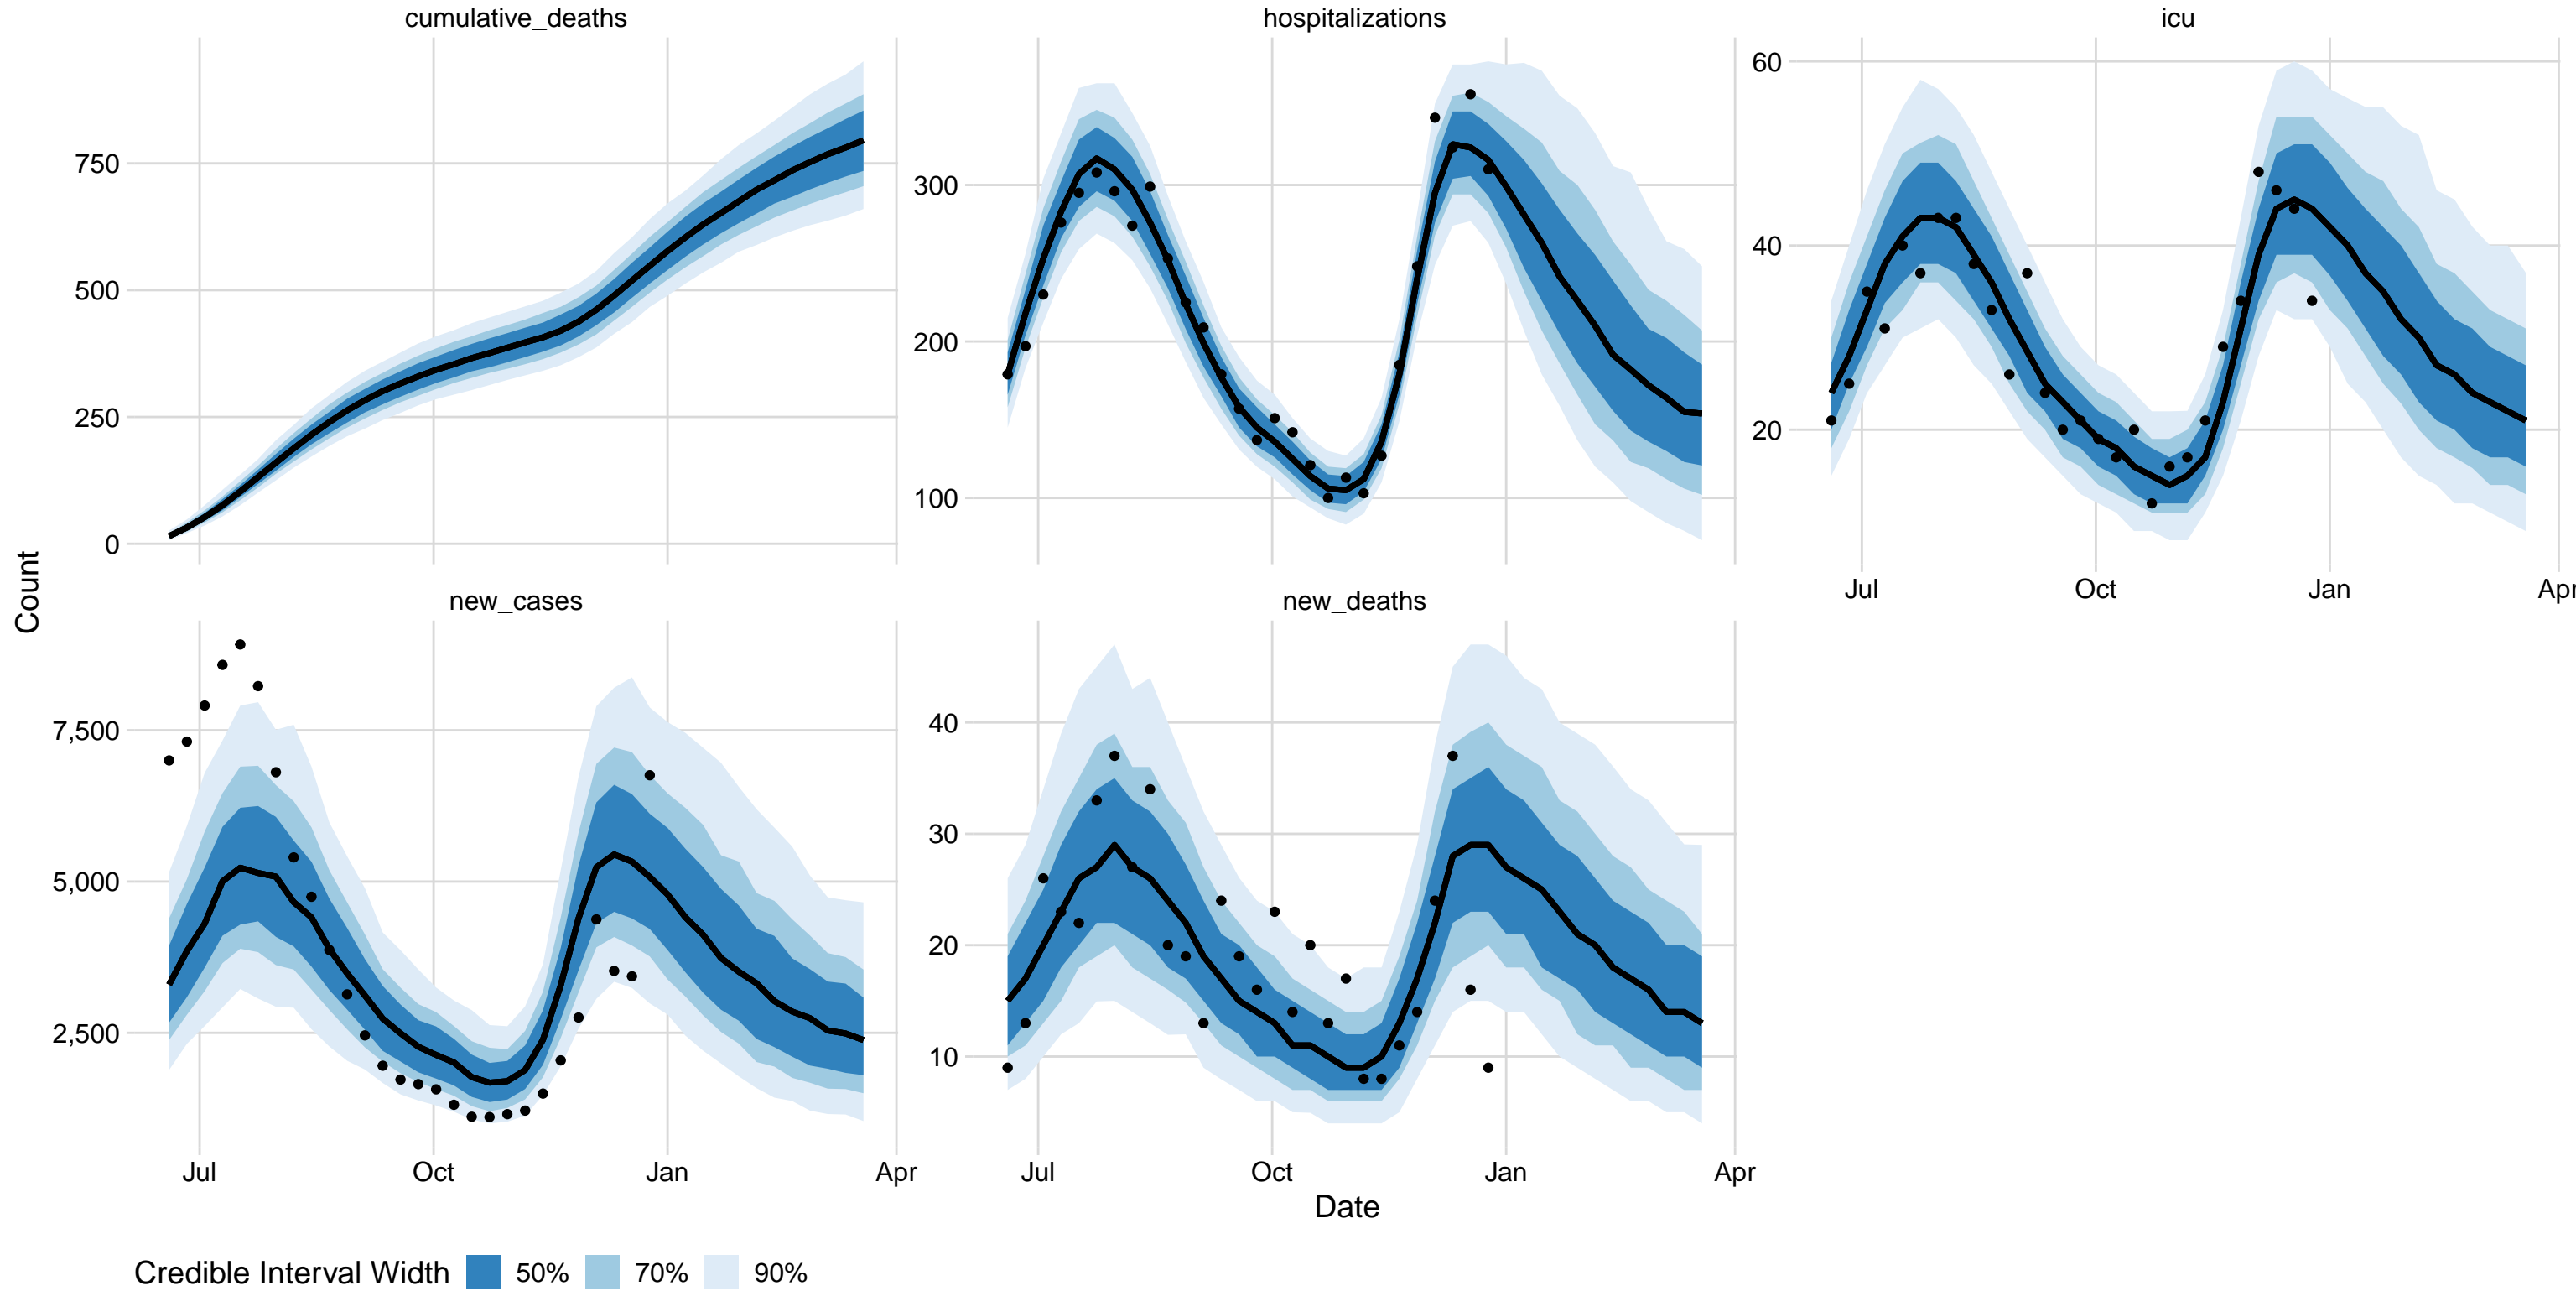 cumulative_deaths
hospitalizations
icu
750
500
250
0
300
200
100
60
40
20
Jul
Oct
Jan
Apr
Count
new_cases
new_deaths
7,500
5,000
2,500
40
30
20
10
Jul
Oct
Jan
Apr
Jul
Oct
Jan
Apr
Date
Credible Interval Width
50%
70%
90%